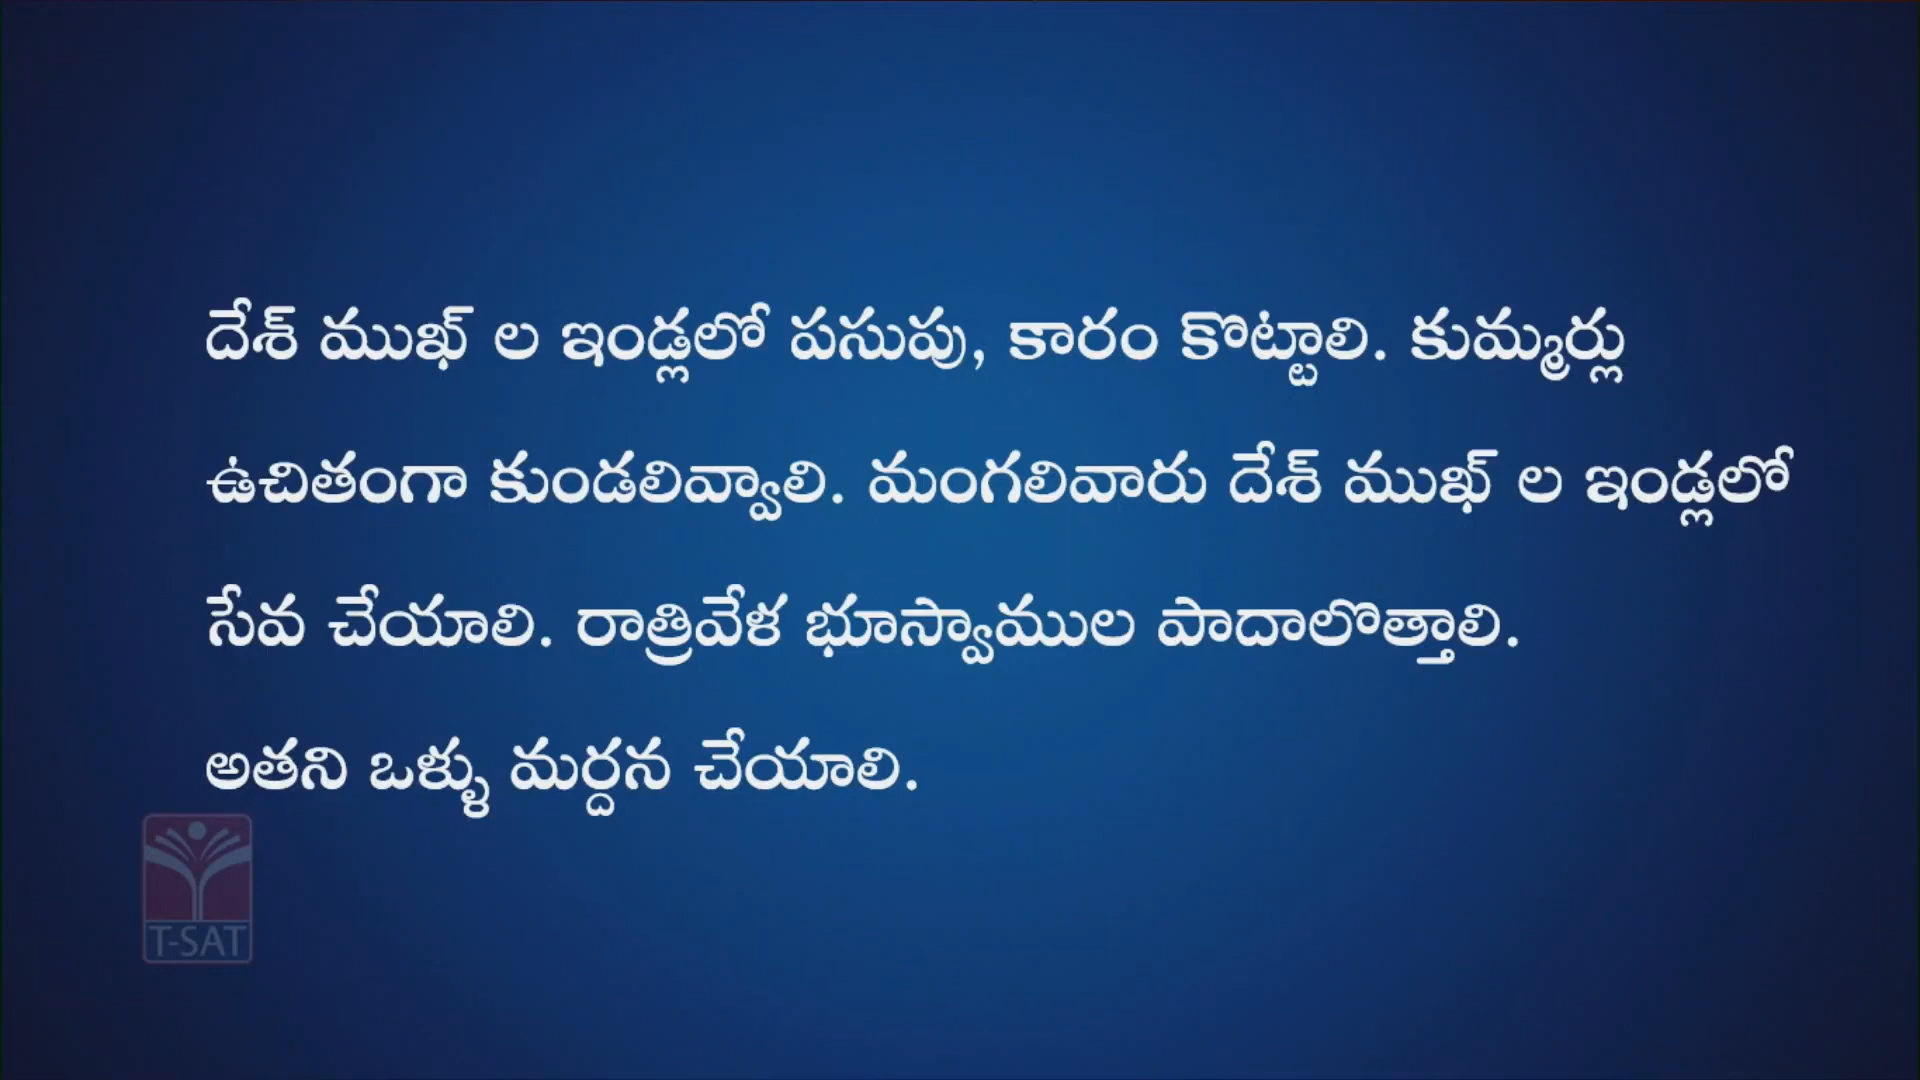 దేశ్ ముఖ్ ల ఇండ్లలో పసుపు, కారం కొట్టాలి. కుమ్మర్లు
ఉచితంగా కుండలివ్వాలి. మంగలివారు దేశ్ ముఖ్ ల ఇండ్లలో
సేవ చేయాలి. రాత్రివేళ భూస్వాముల పాదాలొత్తాలి.
అతని ఒళ్ళు మర్దన చేయాలి.
T-SAT